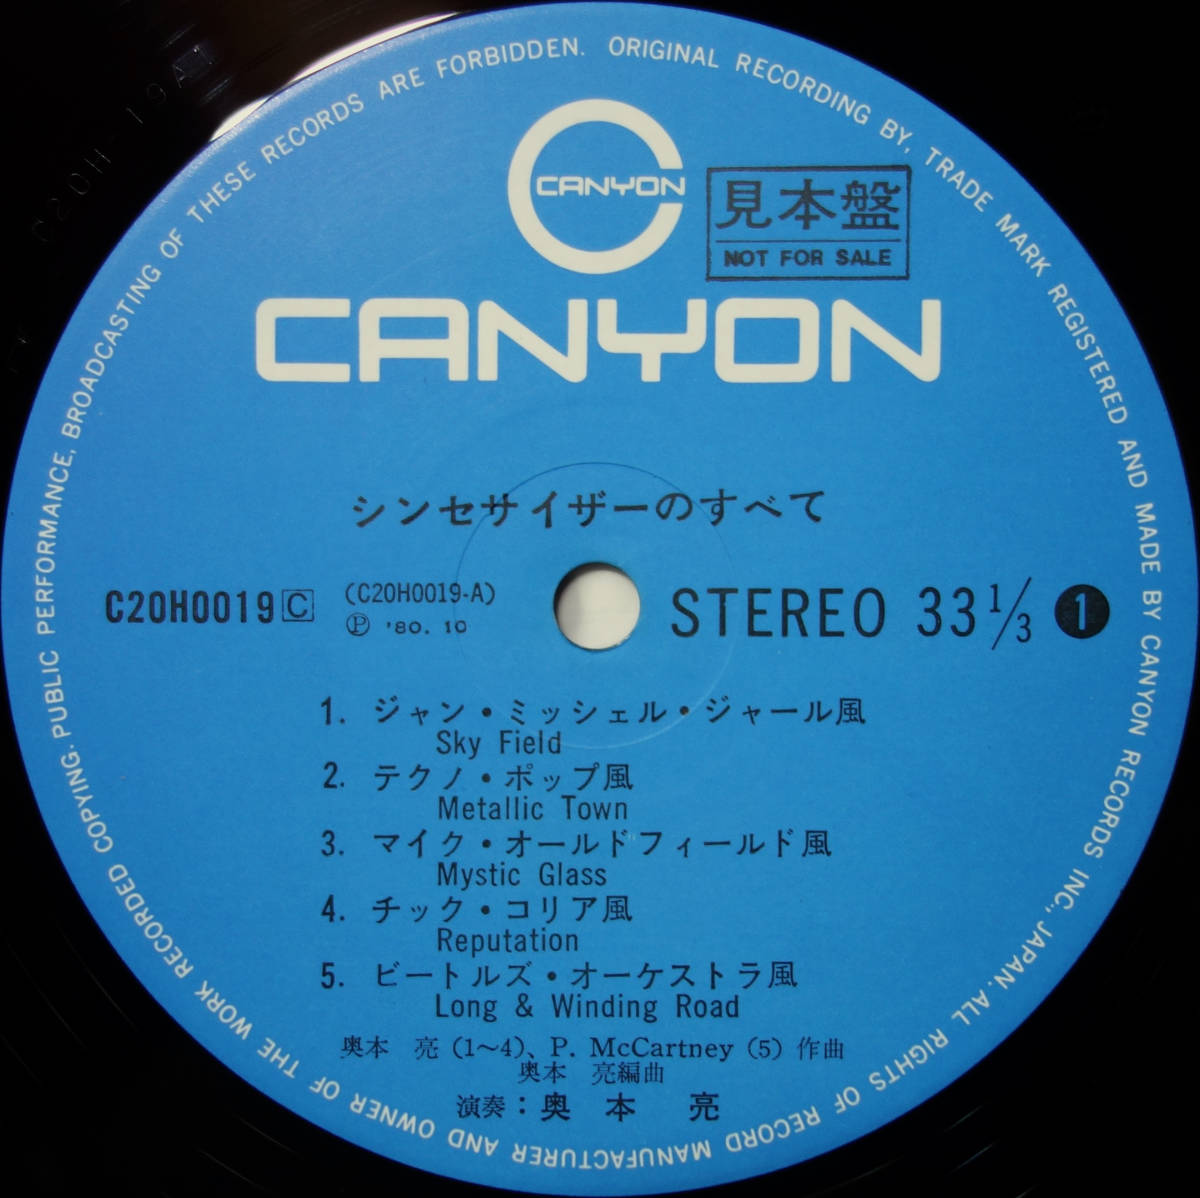 ORIGINAL RECORDING BY, TRADE MARK REGISTERED AND MADE BY CANYON RECORDS INC., JAPAN. ALL RIGHTS OF RECORD MANUFACTURER AND OWNER OF THE WORK RECORDED COPYING. PUBLIC PERFORMANCE, BROADCASTING OF THESE RECORDS ARE FORBIDDEN.
CANYON
見本盤
NOT FOR SALE
CANYON
シンセサイザーのすべて
C20H0019 C
(C20H0019-A)
Ⓟ '80. 10
STEREO 33 1/3 1
1. ジャン・ミッシェル・ジャール風
Sky Field
2. テクノ・ポップ風
Metallic Town
3. マイク・オールドフィールド風
Mystic Glass
4. チック・コリア風
Reputation
5. ビートルズ・オーケストラ風
Long & Winding Road
奥本 亮 (1〜4)、P. McCartney (5) 作曲
奥本 亮編曲
演奏：奥本 亮
C20H-19A1